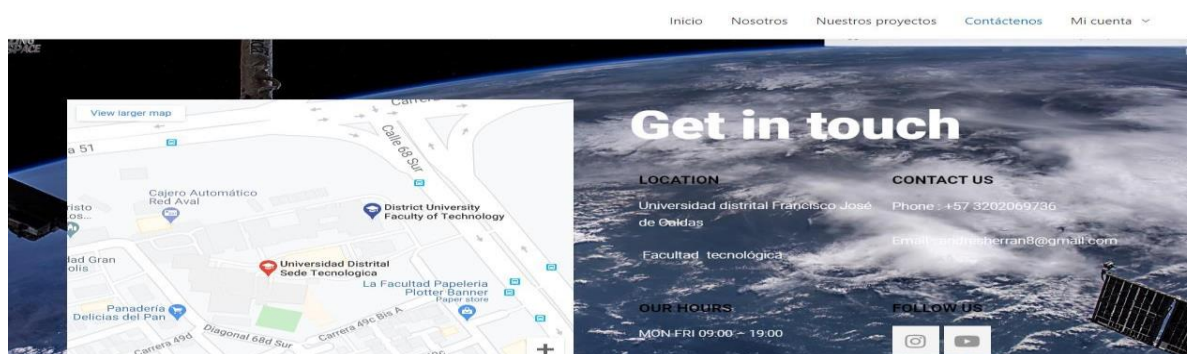 Inicio Nosotros Nuestros proyectos Contáctenos Mi cuenta
SPACE
View larger map
Calle 68 Sur
a 51
Cajero Automático
Red Aval
District University
Faculty of Technology
Universidad Distrital
Sede Tecnologica
La Facultad Papeleria
Plotter Banner
Paper store
Panadería
Delicias del Pan
Diagonal 68d Sur
Carrera 49c Bis A
Carrera 49d
Get in touch
LOCATION
Universidad distrital Francisco José
de Caldas
Facultad tecnológica
CONTACT US
Phone : +57 3202069736
OUR HOURS
MON-FRI 09:00 – 19:00
FOLLOW US